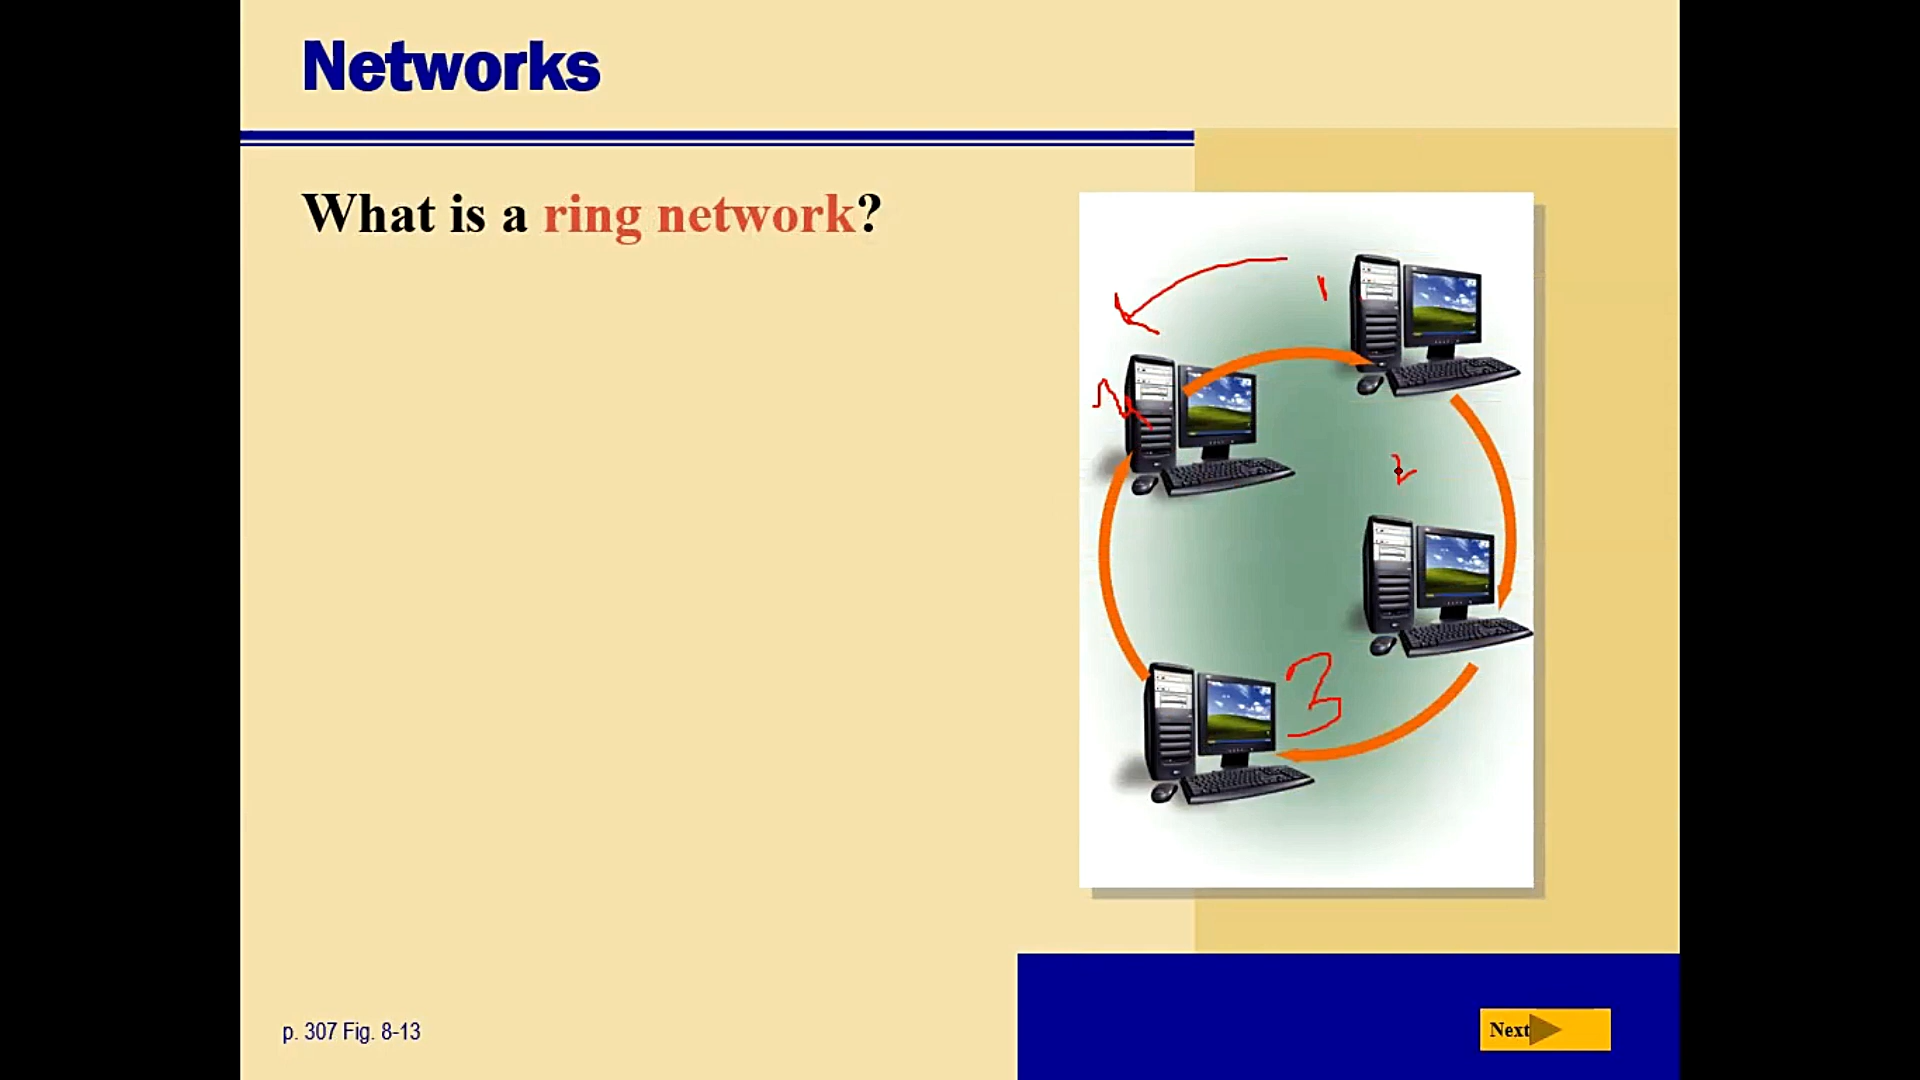 Networks
What is a ring network?
1
2
3
p. 307 Fig. 8-13
Next